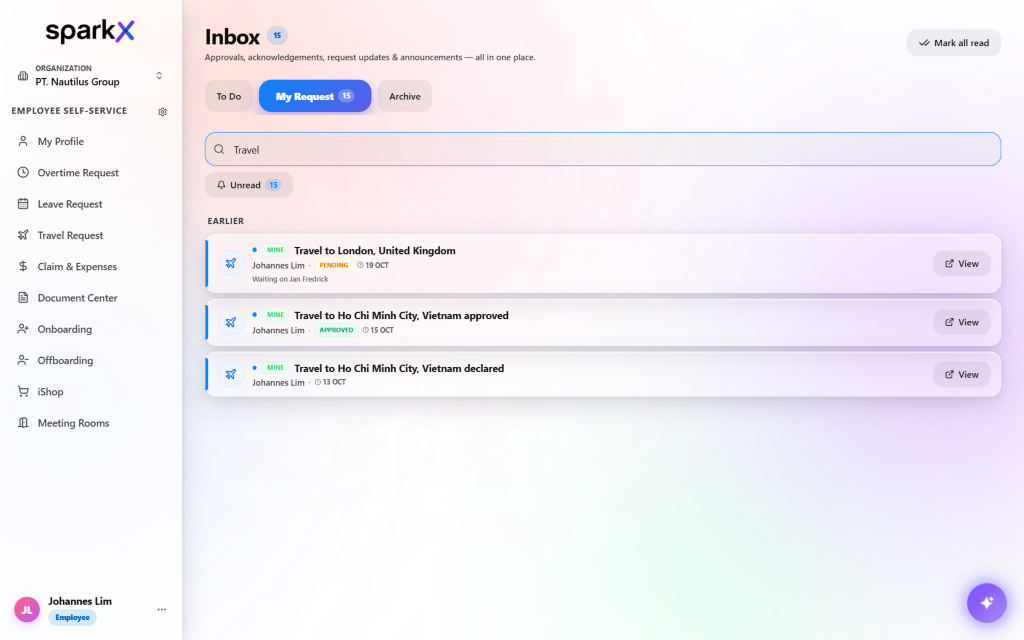 sparkX
ORGANIZATION
PT. Nautilus Group
EMPLOYEE SELF-SERVICE
My Profile
Overtime Request
Leave Request
Travel Request
Claim & Expenses
Document Center
Onboarding
Offboarding
iShop
Meeting Rooms
JL
Johannes Lim
Employee
Inbox 15
Approvals, acknowledgements, request updates & announcements — all in one place.
Mark all read
To Do
My Request 15
Archive
Travel
Unread 15
EARLIER
MINE Travel to London, United Kingdom
Johannes Lim · PENDING 19 OCT
Waiting on Jan Fredrick
View
MINE Travel to Ho Chi Minh City, Vietnam approved
Johannes Lim · APPROVED 15 OCT
View
MINE Travel to Ho Chi Minh City, Vietnam declared
Johannes Lim · 13 OCT
View